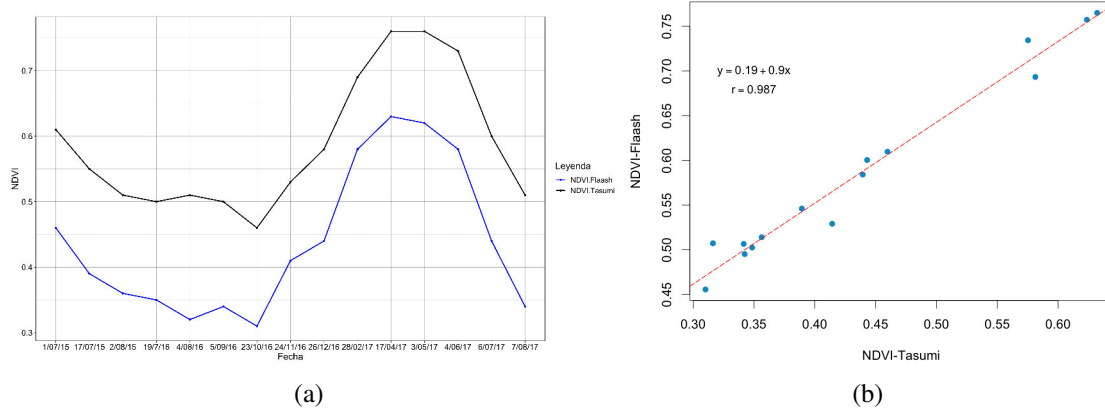 NDVI
0.7
0.6
0.5
0.4
0.3
1/07/15 17/07/15 2/08/15 19/7/16 4/08/16 5/09/16 23/10/16 24/11/16 26/12/16 28/02/17 17/04/17 3/05/17 4/06/17 6/07/17 7/08/17
Fecha
Leyenda
NDVI.Flaash
NDVI.Tasumi
(a)
NDVI-Flaash
0.75
0.70
0.65
0.60
0.55
0.50
0.45
y = 0.19 + 0.9x
r = 0.987
0.30 0.35 0.40 0.45 0.50 0.55 0.60
NDVI-Tasumi
(b)